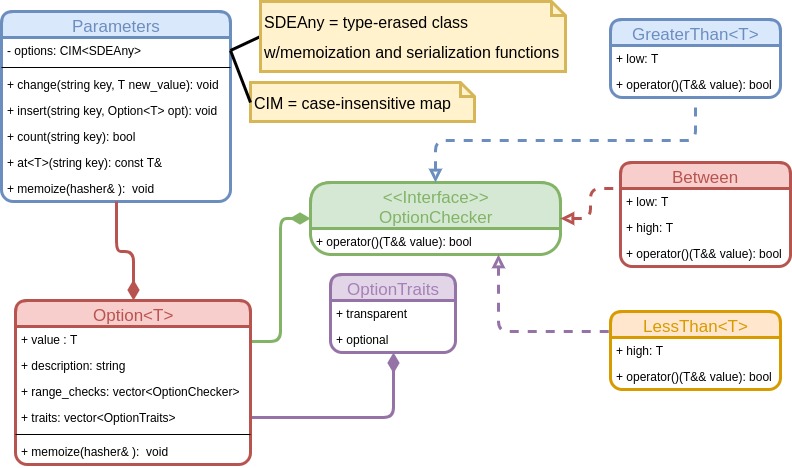 Parameters
- options: CIM<SDEAny>
+ change(string key, T new_value): void
+ insert(string key, Option<T> opt): void
+ count(string key): bool
+ at<T>(string key): const T&
+ memoize(hasher& ):  void
SDEAny = type-erased class
w/memoization and serialization functions
CIM = case-insensitive map
GreaterThan<T>
+ low: T
+ operator()(T&& value): bool
<<Interface>>
OptionChecker
+ operator()(T&& value): bool
Between
+ low: T
+ high: T
+ operator()(T&& value): bool
OptionTraits
+ transparent
+ optional
Option<T>
+ value : T
+ description: string
+ range_checks: vector<OptionChecker>
+ traits: vector<OptionTraits>
+ memoize(hasher& ):  void
LessThan<T>
+ high: T
+ operator()(T&& value): bool